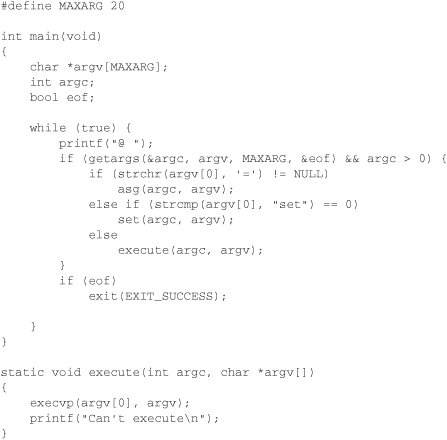 #define MAXARG 20
int main(void)
{
    char *argv[MAXARG];
    int argc;
    bool eof;
    while (true) {
        printf("@ ");
        if (getargs(&argc, argv, MAXARG, &eof) && argc > 0) {
            if (strchr(argv[0], '=') != NULL)
                asg(argc, argv);
            else if (strcmp(argv[0], "set") == 0)
                set(argc, argv);
            else
                execute(argc, argv);
        }
        if (eof)
            exit(EXIT_SUCCESS);
    }
}
static void execute(int argc, char *argv[])
{
    execvp(argv[0], argv);
    printf("Can't execute\n");
}